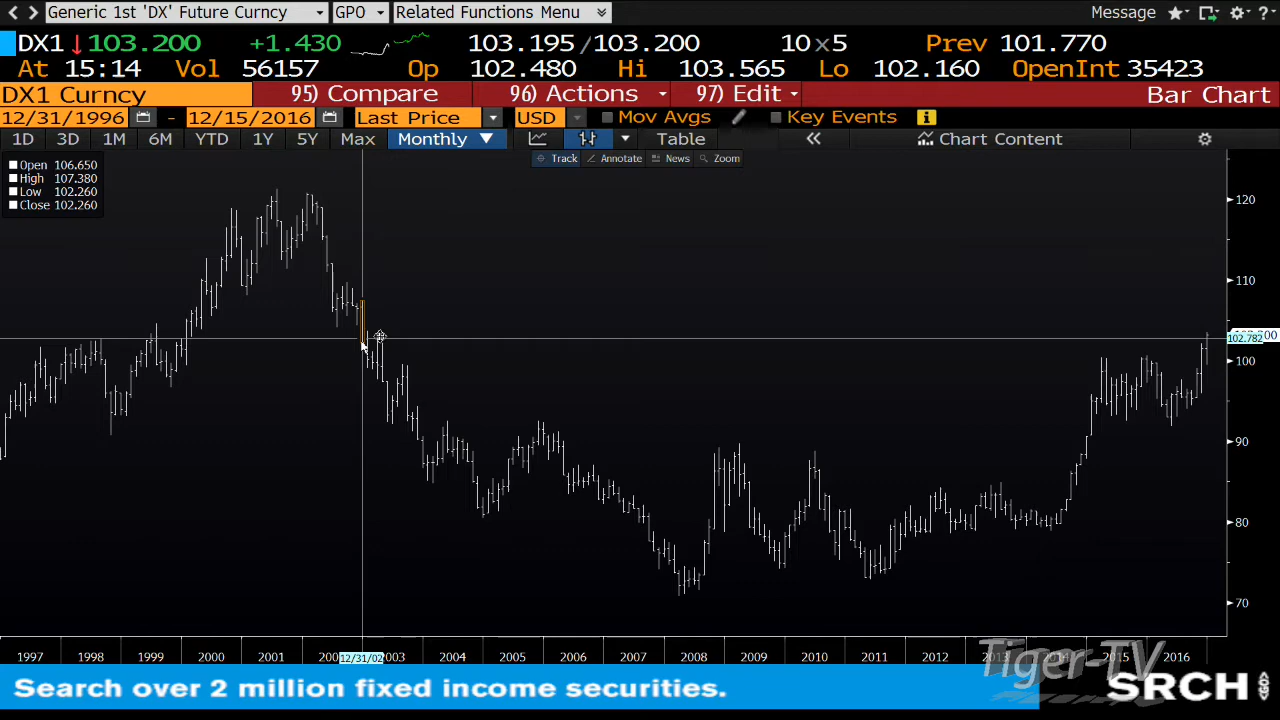 Generic 1st 'DX' Future Curncy GPO Related Functions Menu Message
DX1 103.200 +1.430 103.195/103.200 10x5 Prev 101.770
At 15:14 Vol 56157 Op 102.480 Hi 103.565 Lo 102.160 OpenInt 35423
DX1 Curncy 95) Compare 96) Actions 97) Edit Bar Chart
12/31/1996 - 12/15/2016 Last Price USD Mov Avgs Key Events
1D 3D 1M 6M YTD 1Y 5Y Max Monthly Table Chart Content
Track Annotate News Zoom
Open 106.650
High 107.380
Low 102.260
Close 102.260
120
110
102.782
100
90
80
70
1997 1998 1999 2000 2001 12/31/02 2004 2005 2006 2007 2008 2009 2010 2011 2012 2013 2014 2015 2016
Tiger-TV
Search over 2 million fixed income securities. SRCH <GO>